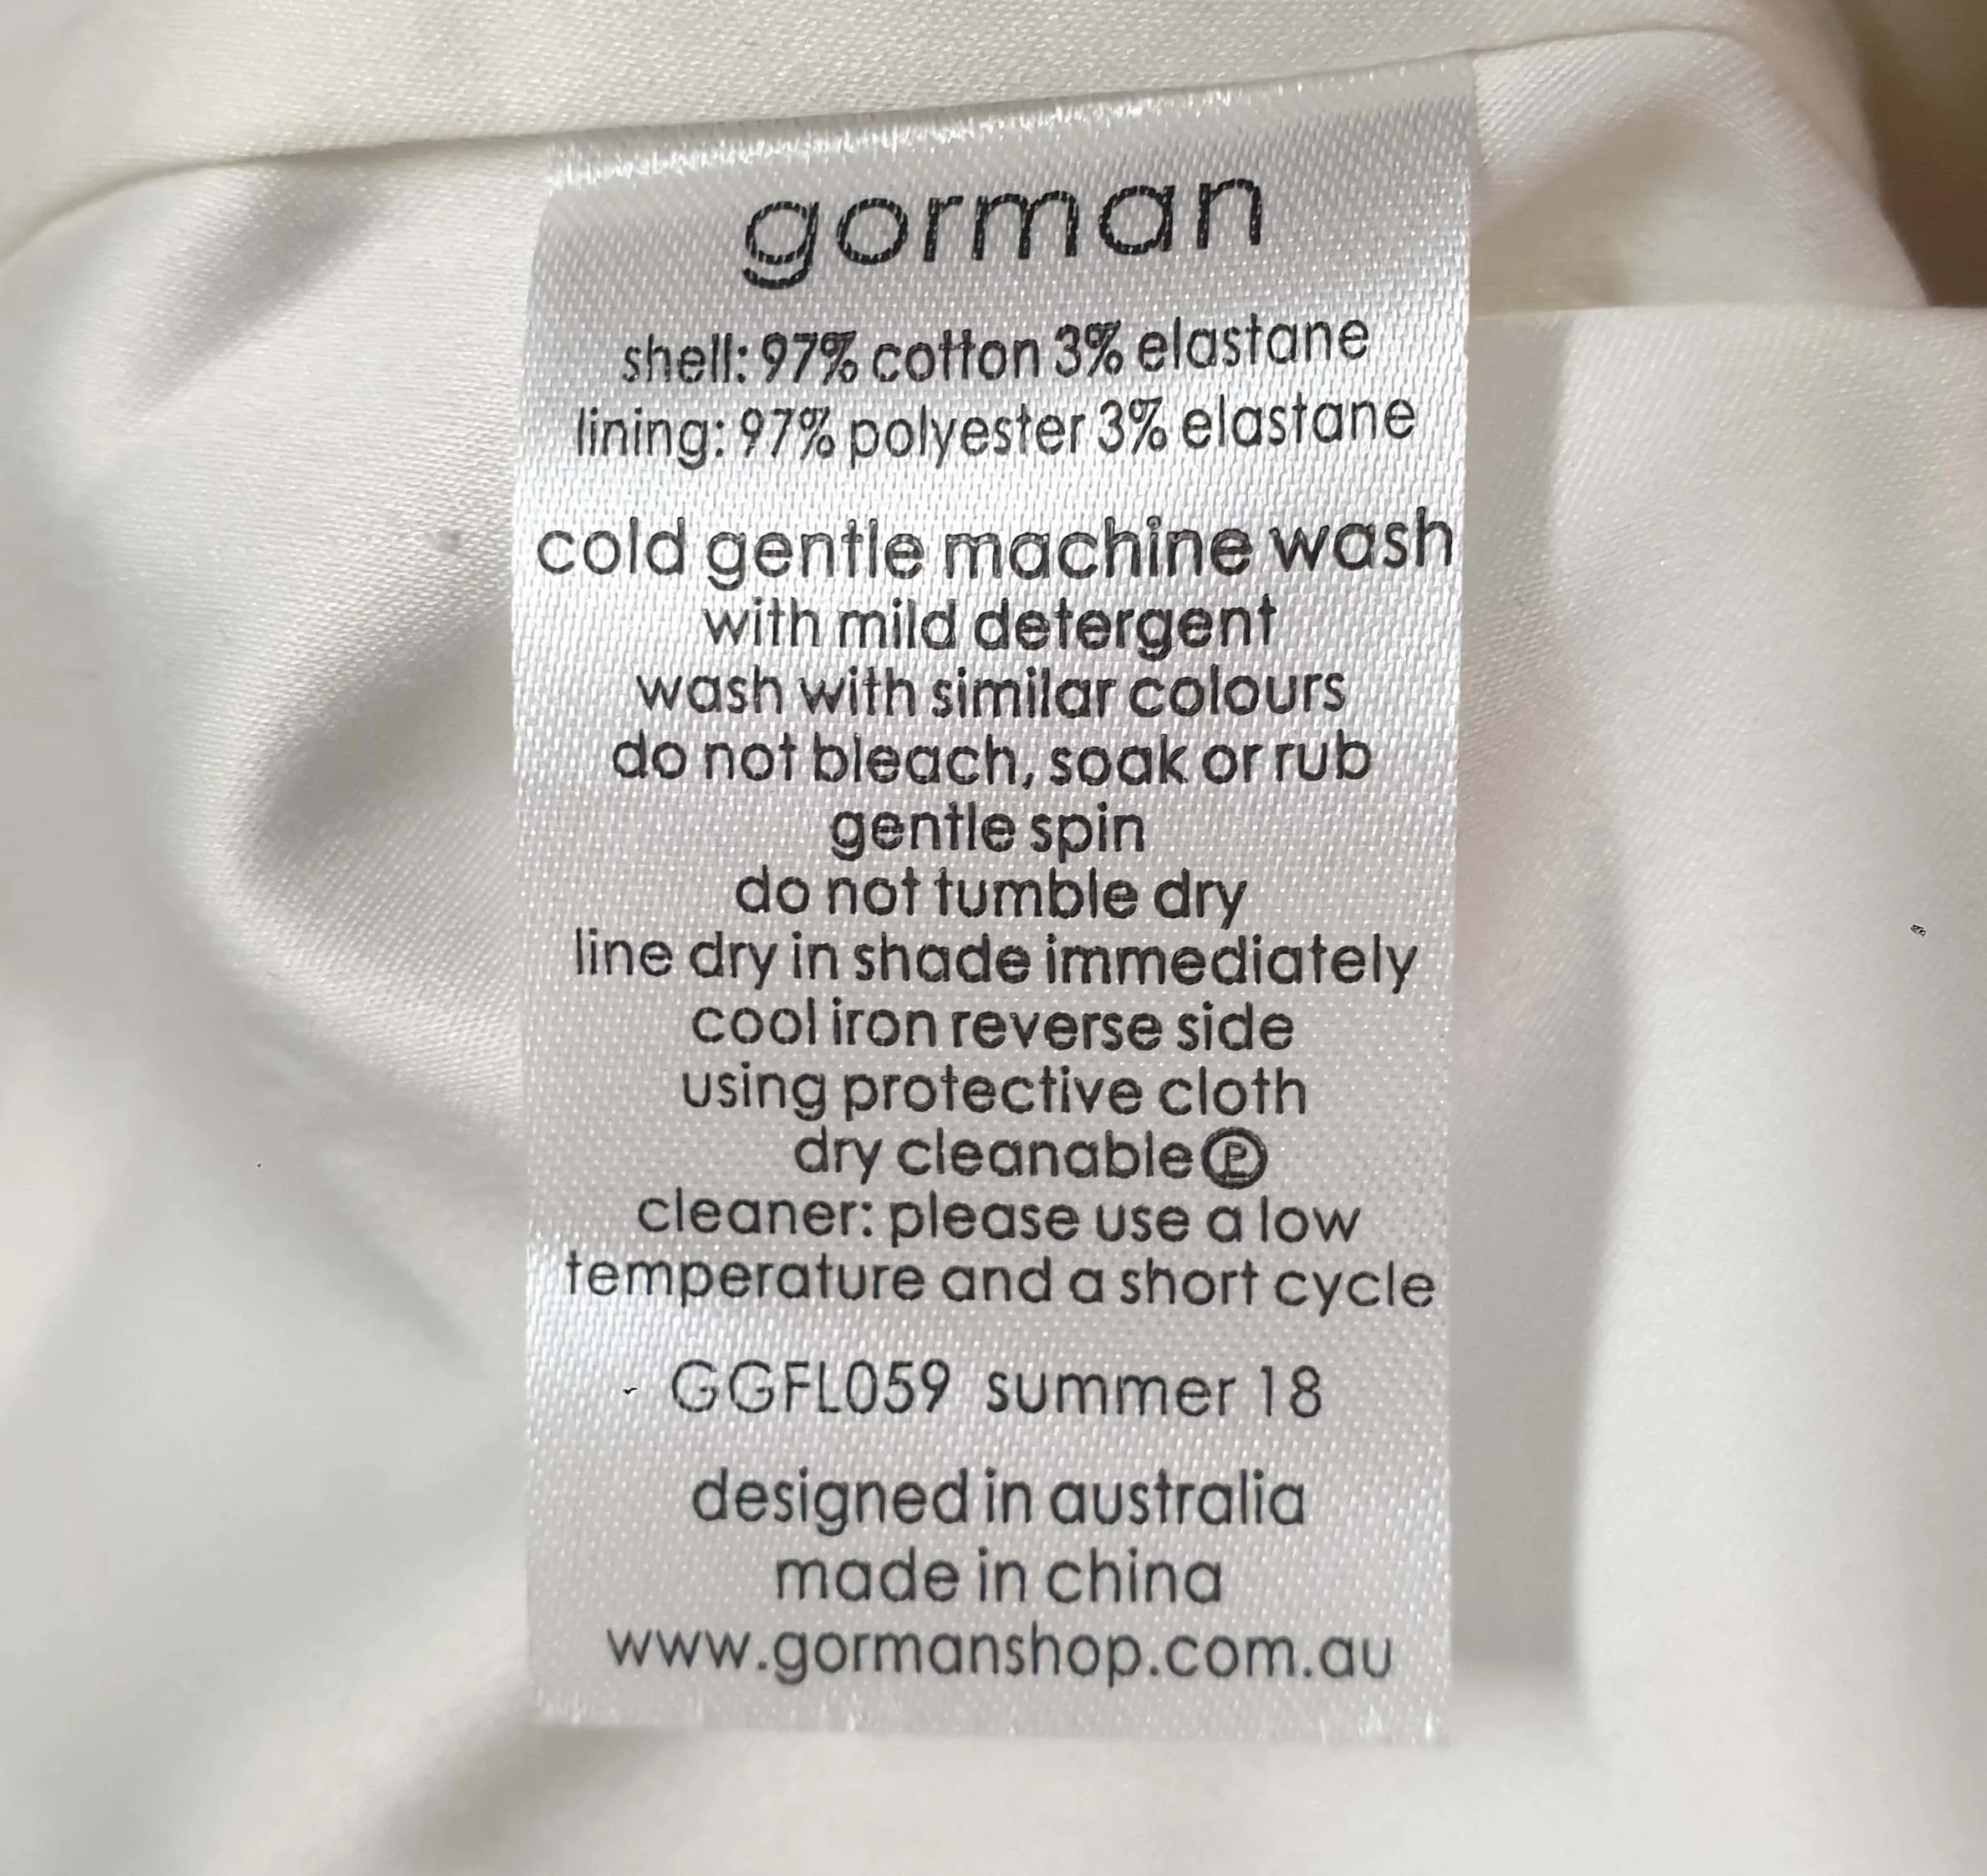 gorman
shell: 97% cotton 3% elastane
lining: 97% polyester 3% elastane
cold gentle machine wash
with mild detergent
wash with similar colours
do not bleach, soak or rub
gentle spin
do not tumble dry
line dry in shade immediately
cool iron reverse side
using protective cloth
dry cleanable Ⓟ
cleaner: please use a low
temperature and a short cycle
GGFL059 summer 18
designed in australia
made in china
www.gormanshop.com.au